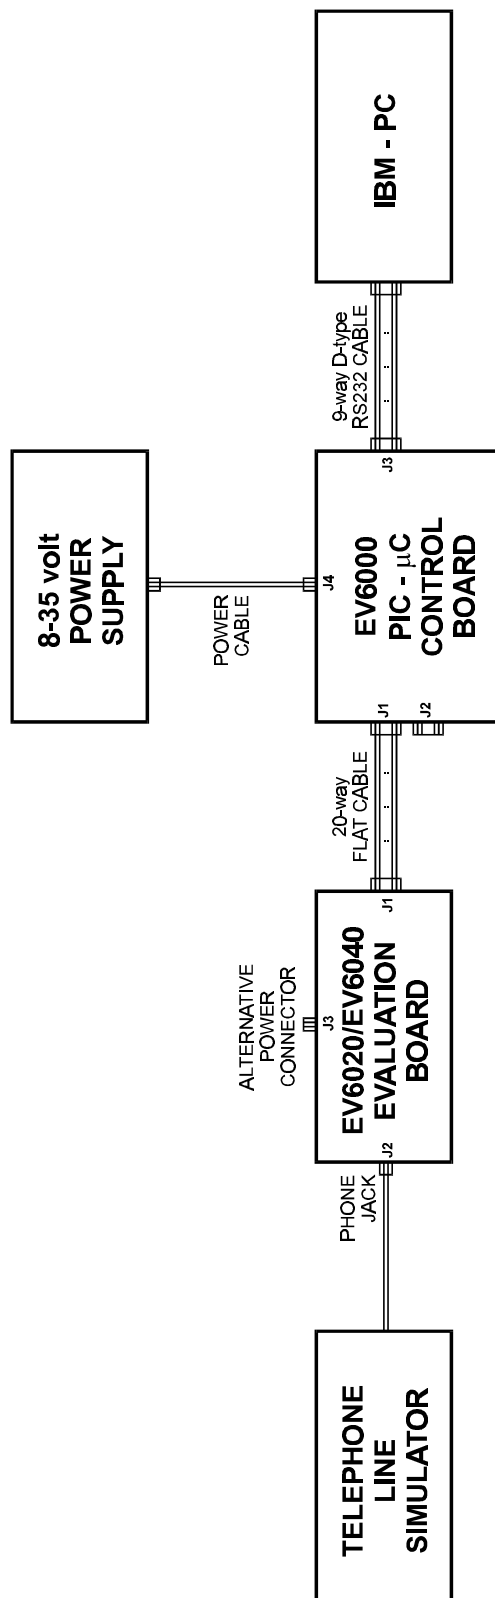 8-35 volt
POWER
SUPPLY
POWER
CABLE
TELEPHONE
LINE
SIMULATOR
PHONE
JACK
J2
EV6020/EV6040
EVALUATION
BOARD
ALTERNATIVE
POWER
CONNECTOR
J3
J1
20-way
FLAT CABLE
J1
J2
J4
EV6000
PIC - µC
CONTROL
BOARD
J3
9-way D-type
RS232 CABLE
IBM - PC